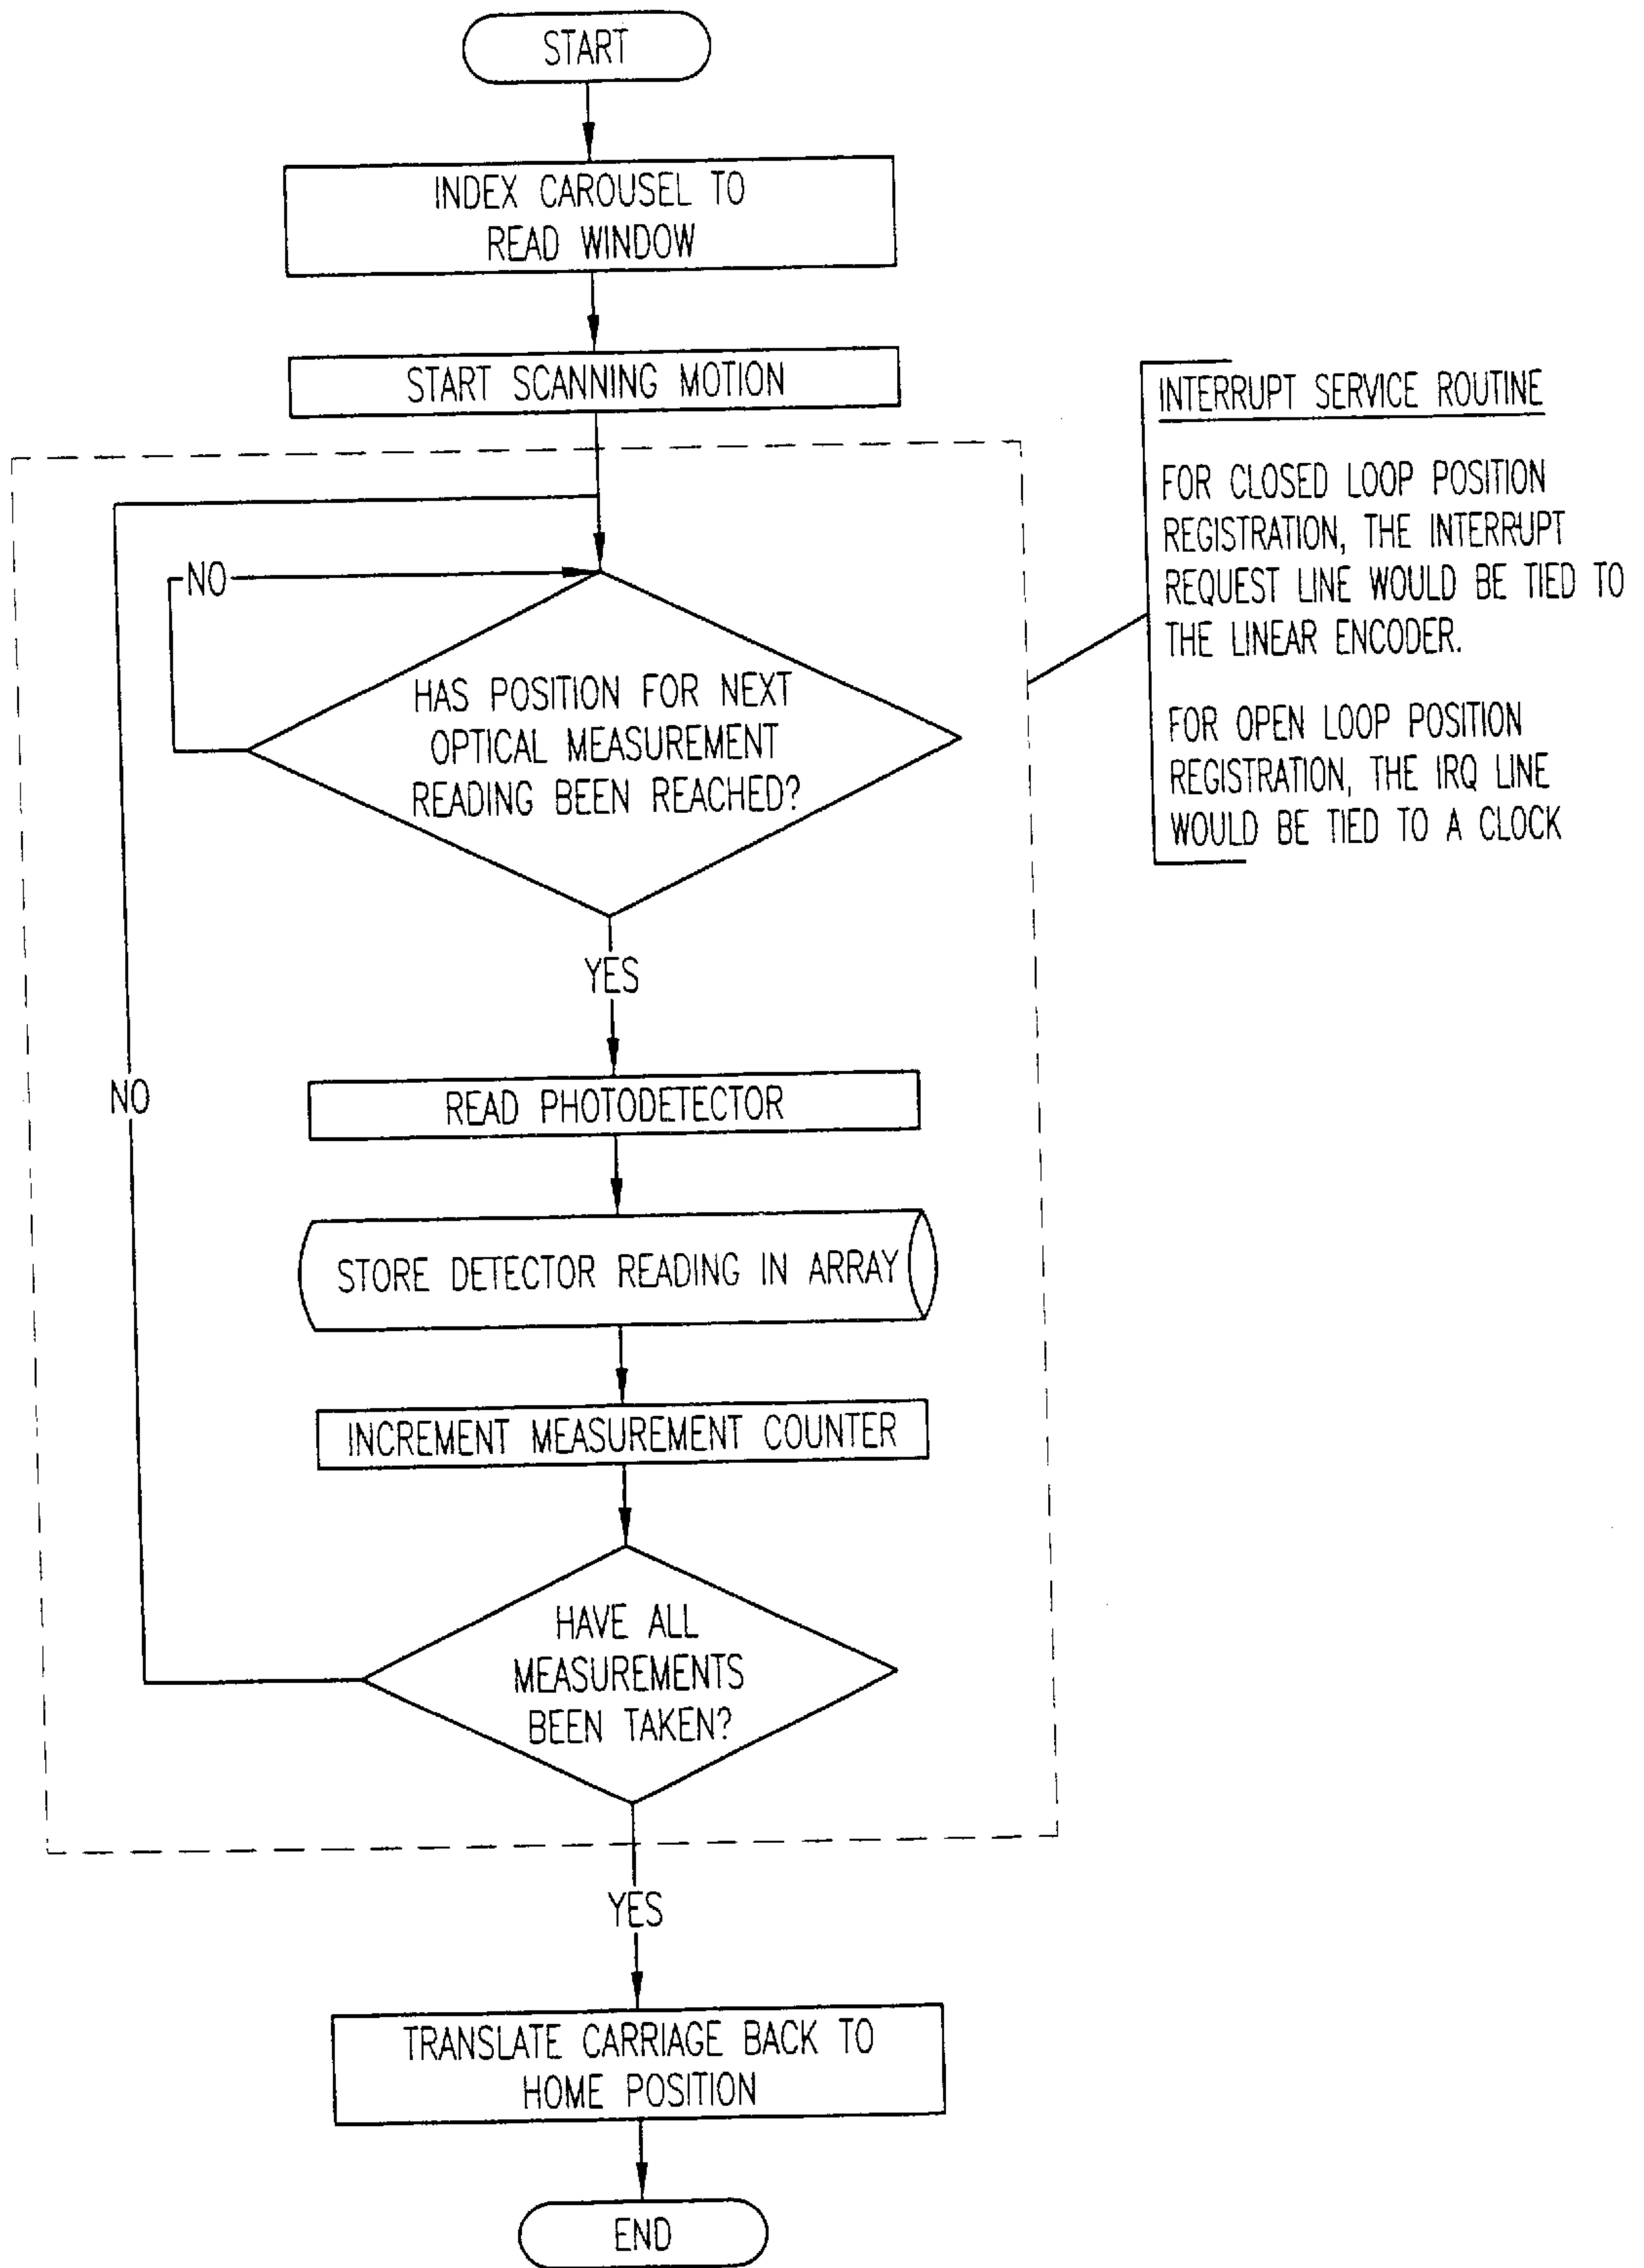 START
INDEX CAROUSEL TO
READ WINDOW
START SCANNING MOTION
INTERRUPT SERVICE ROUTINE
FOR CLOSED LOOP POSITION
REGISTRATION, THE INTERRUPT
REQUEST LINE WOULD BE TIED TO
THE LINEAR ENCODER.
FOR OPEN LOOP POSITION
REGISTRATION, THE IRQ LINE
WOULD BE TIED TO A CLOCK
NO
HAS POSITION FOR NEXT
OPTICAL MEASUREMENT
READING BEEN REACHED?
YES
NO
READ PHOTODETECTOR
STORE DETECTOR READING IN ARRAY
INCREMENT MEASUREMENT COUNTER
HAVE ALL
MEASUREMENTS
BEEN TAKEN?
YES
TRANSLATE CARRIAGE BACK TO
HOME POSITION
END